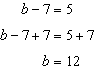 b − 7 = 5
b − 7 + 7 = 5 + 7
b = 12